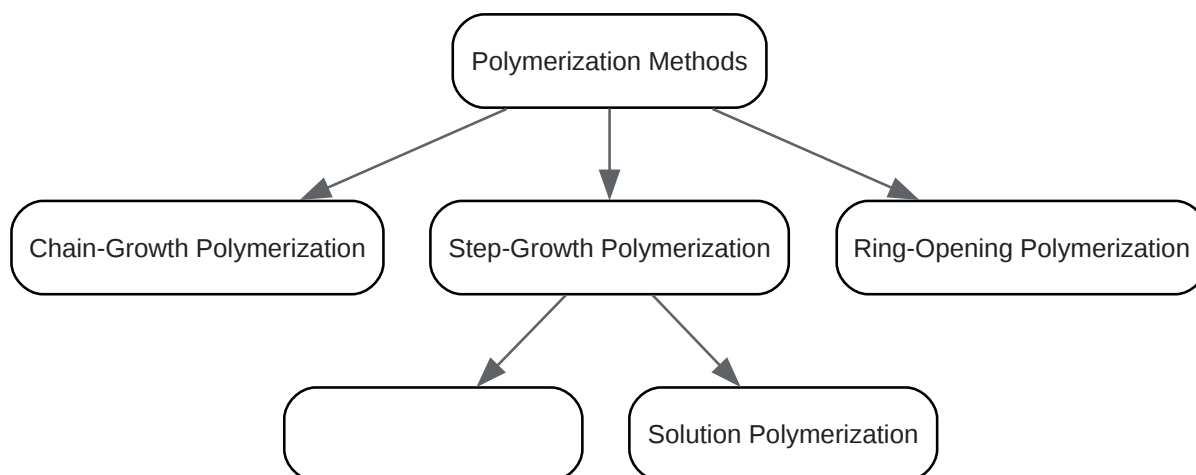 Polymerization Methods
Chain-Growth Polymerization
Step-Growth Polymerization
Ring-Opening Polymerization
Solution Polymerization